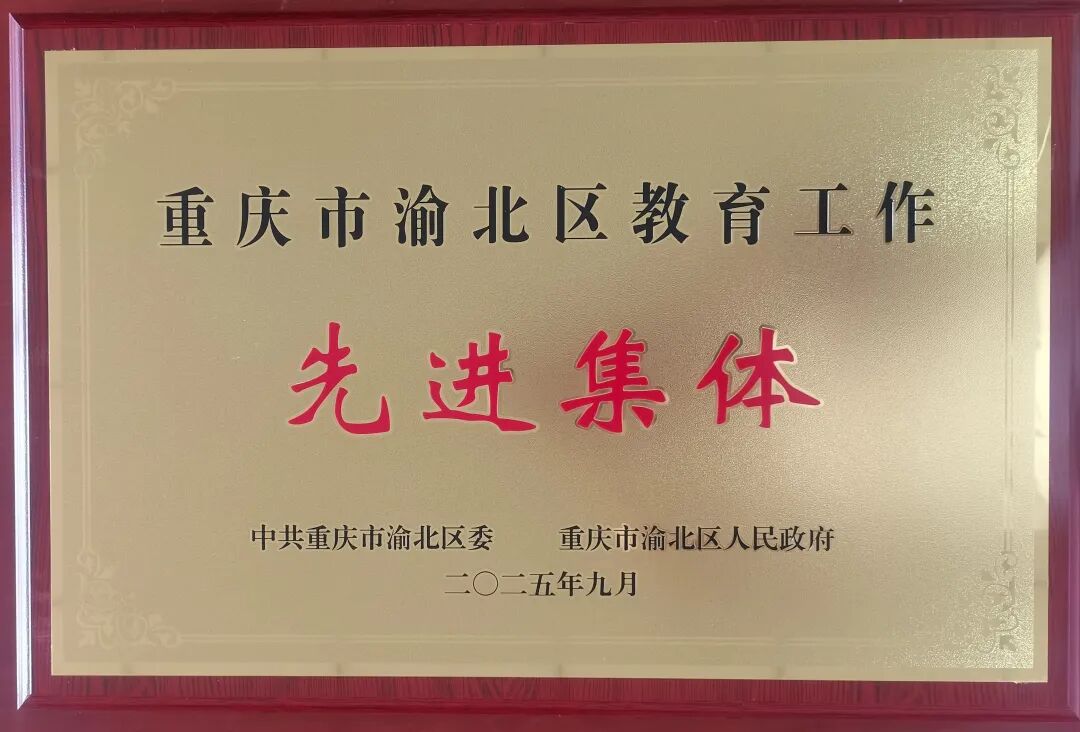 重庆市渝北区教育工作
先进集体
中共重庆市渝北区委 重庆市渝北区人民政府
二〇二五年九月